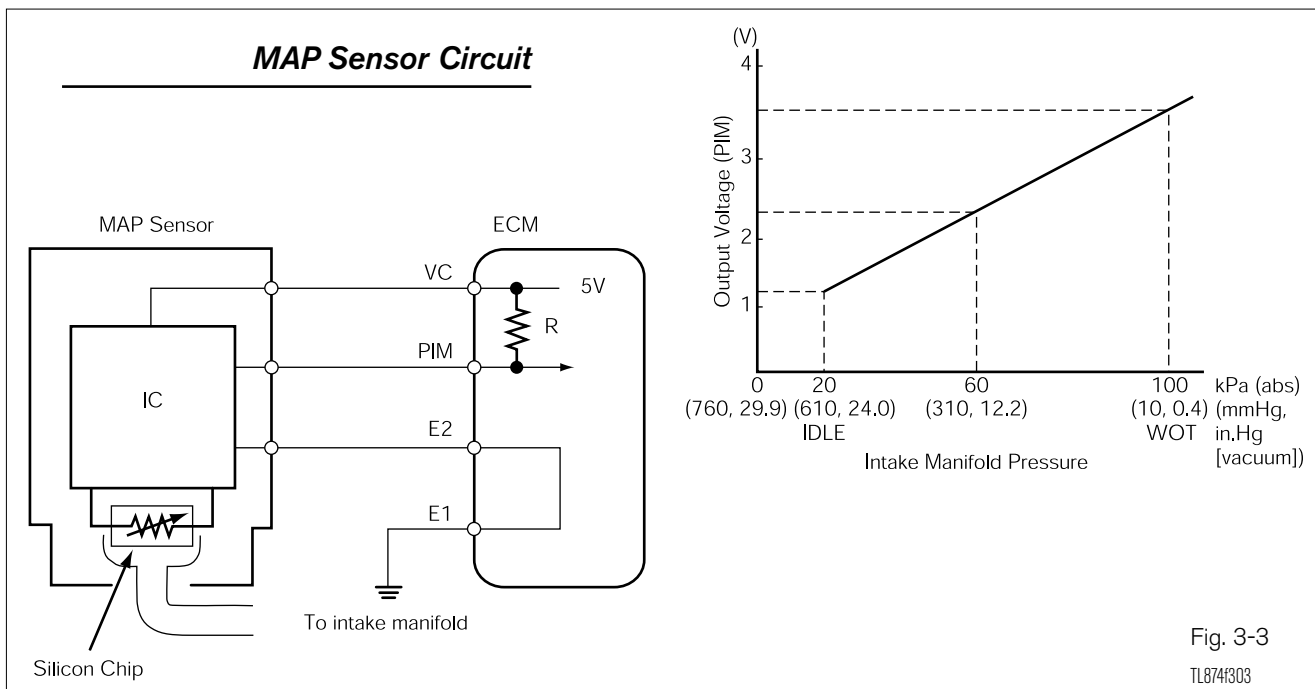 MAP Sensor Circuit
MAP Sensor
ECM
VC
5V
R
PIM
IC
E2
E1
To intake manifold
Silicon Chip
(V)
4
3
2
1
Output Voltage (PIM)
0 20 60 100 kPa (abs)
(760, 29.9) (610, 24.0) (310, 12.2) (10, 0.4) (mmHg,
IDLE WOT in.Hg
[vacuum])
Intake Manifold Pressure
Fig. 3-3
TL874f303